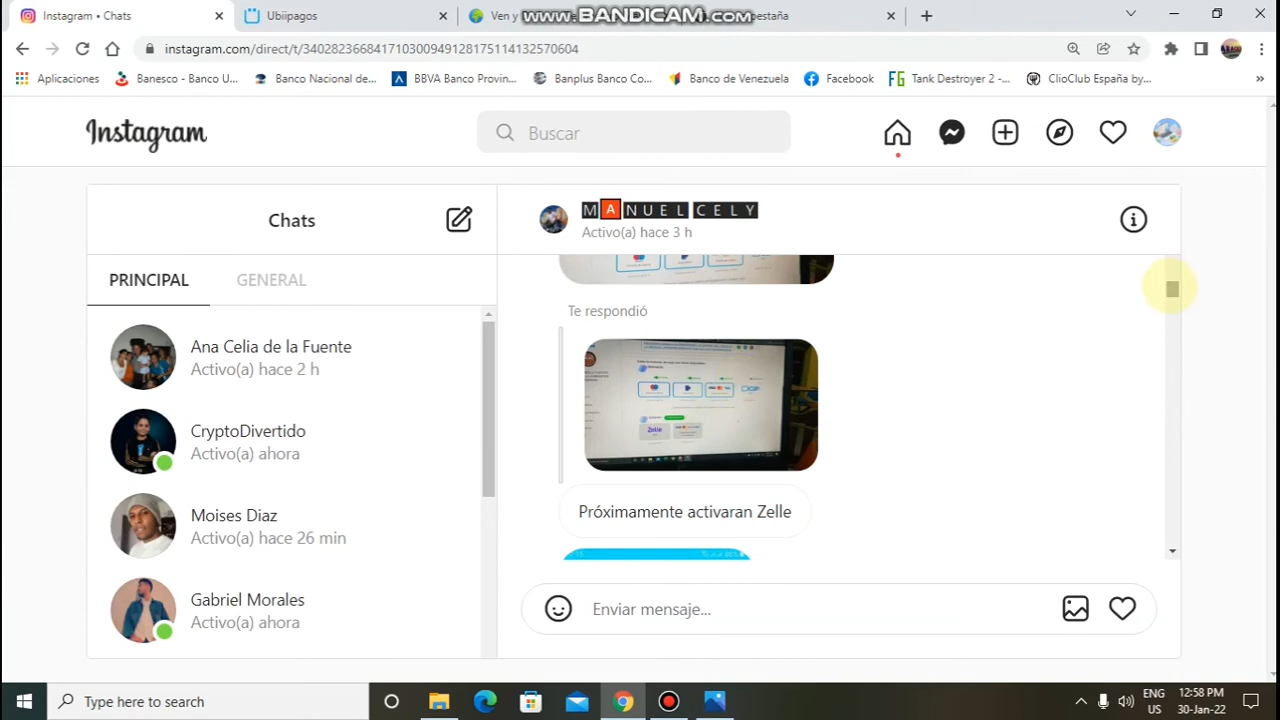 Instagram • Chats
Ubiipagos
Ven y
www.BANDICAM.com
pestaña
instagram.com/direct/t/340282366841710300949128175114132570604
Aplicaciones
Banesco - Banco U...
Banco Nacional de...
BBVA Banco Provin...
Banplus Banco Co...
Banco de Venezuela
Facebook
FG Tank Destroyer 2 -...
ClioClub España by...
»
Instagram
Buscar
Chats
MANUEL CELY
Activo(a) hace 3 h
PRINCIPAL
GENERAL
Te respondió
Ana Celia de la Fuente
Activo(a) hace 2 h
CryptoDivertido
Activo(a) ahora
Zelle
Moises Diaz
Activo(a) hace 26 min
Próximamente activaran Zelle
Gabriel Morales
Activo(a) ahora
Enviar mensaje...
Type here to search
ENG
US
12:58 PM
30-Jan-22